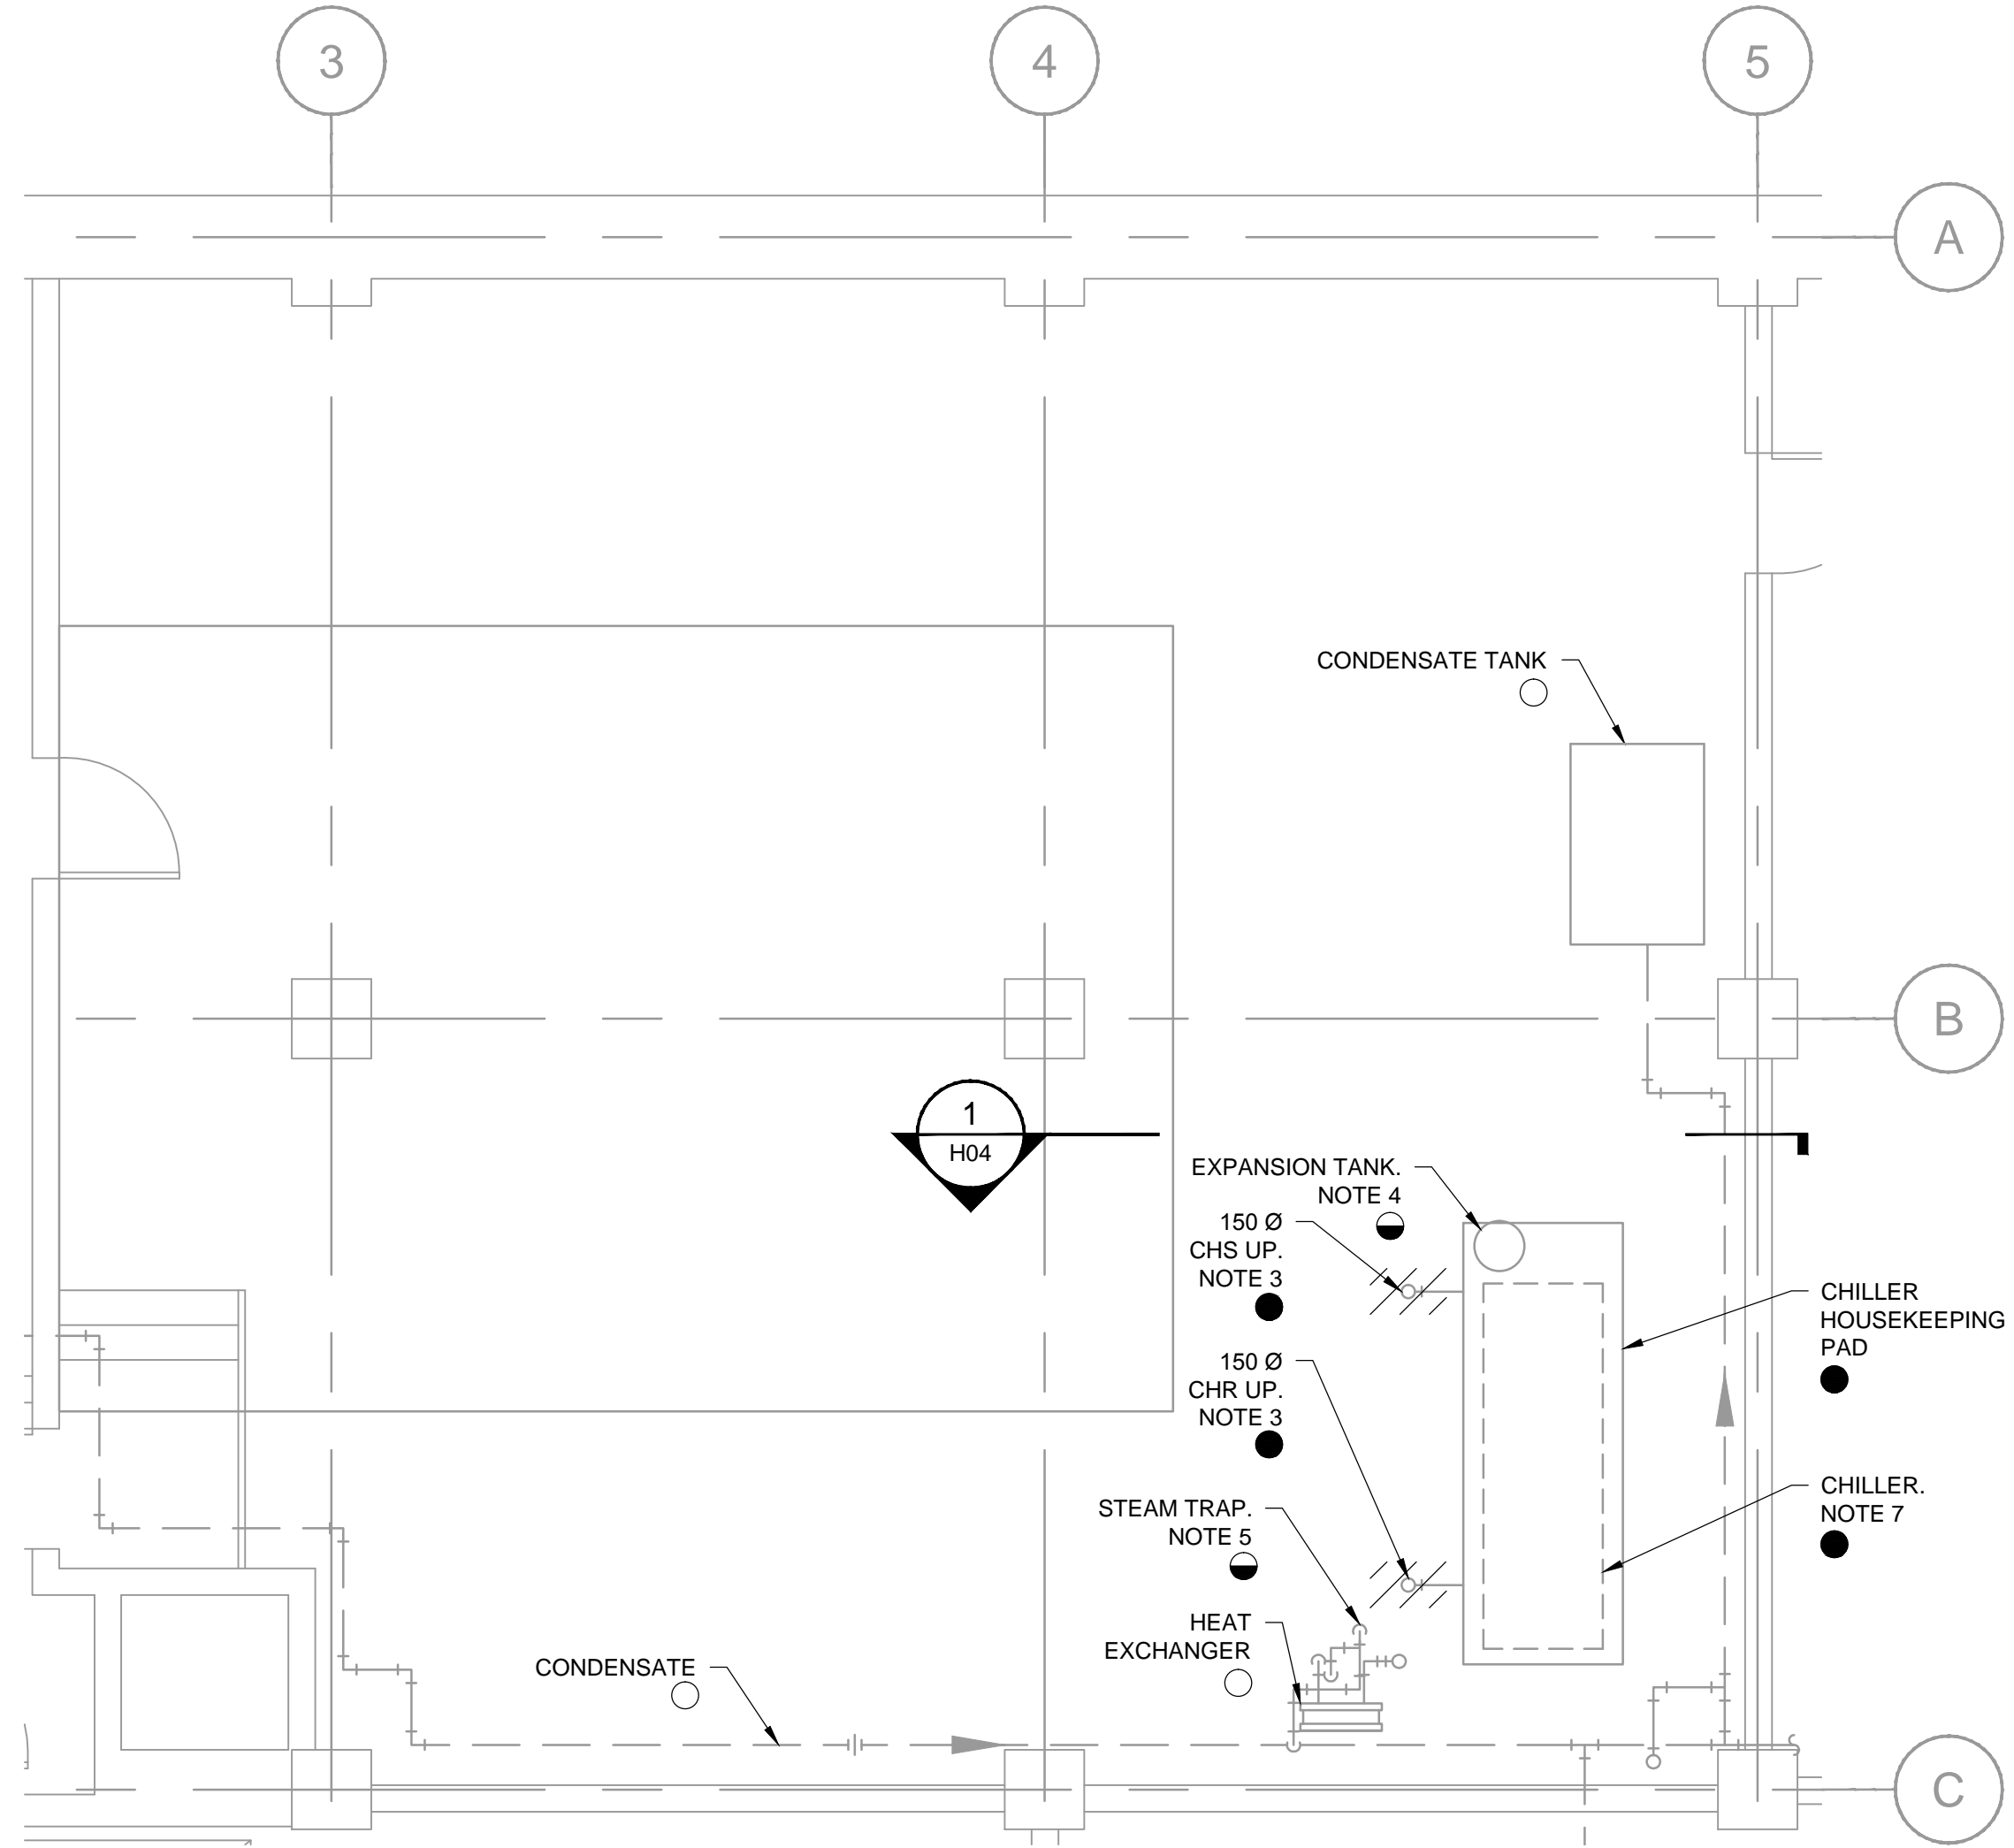 3
4
5
A
CONDENSATE TANK
B
1
H04
EXPANSION TANK.
NOTE 4
150 Ø
CHS UP.
NOTE 3
CHILLER
HOUSEKEEPING
PAD
150 Ø
CHR UP.
NOTE 3
CHILLER.
NOTE 7
STEAM TRAP.
NOTE 5
HEAT
EXCHANGER
CONDENSATE
C